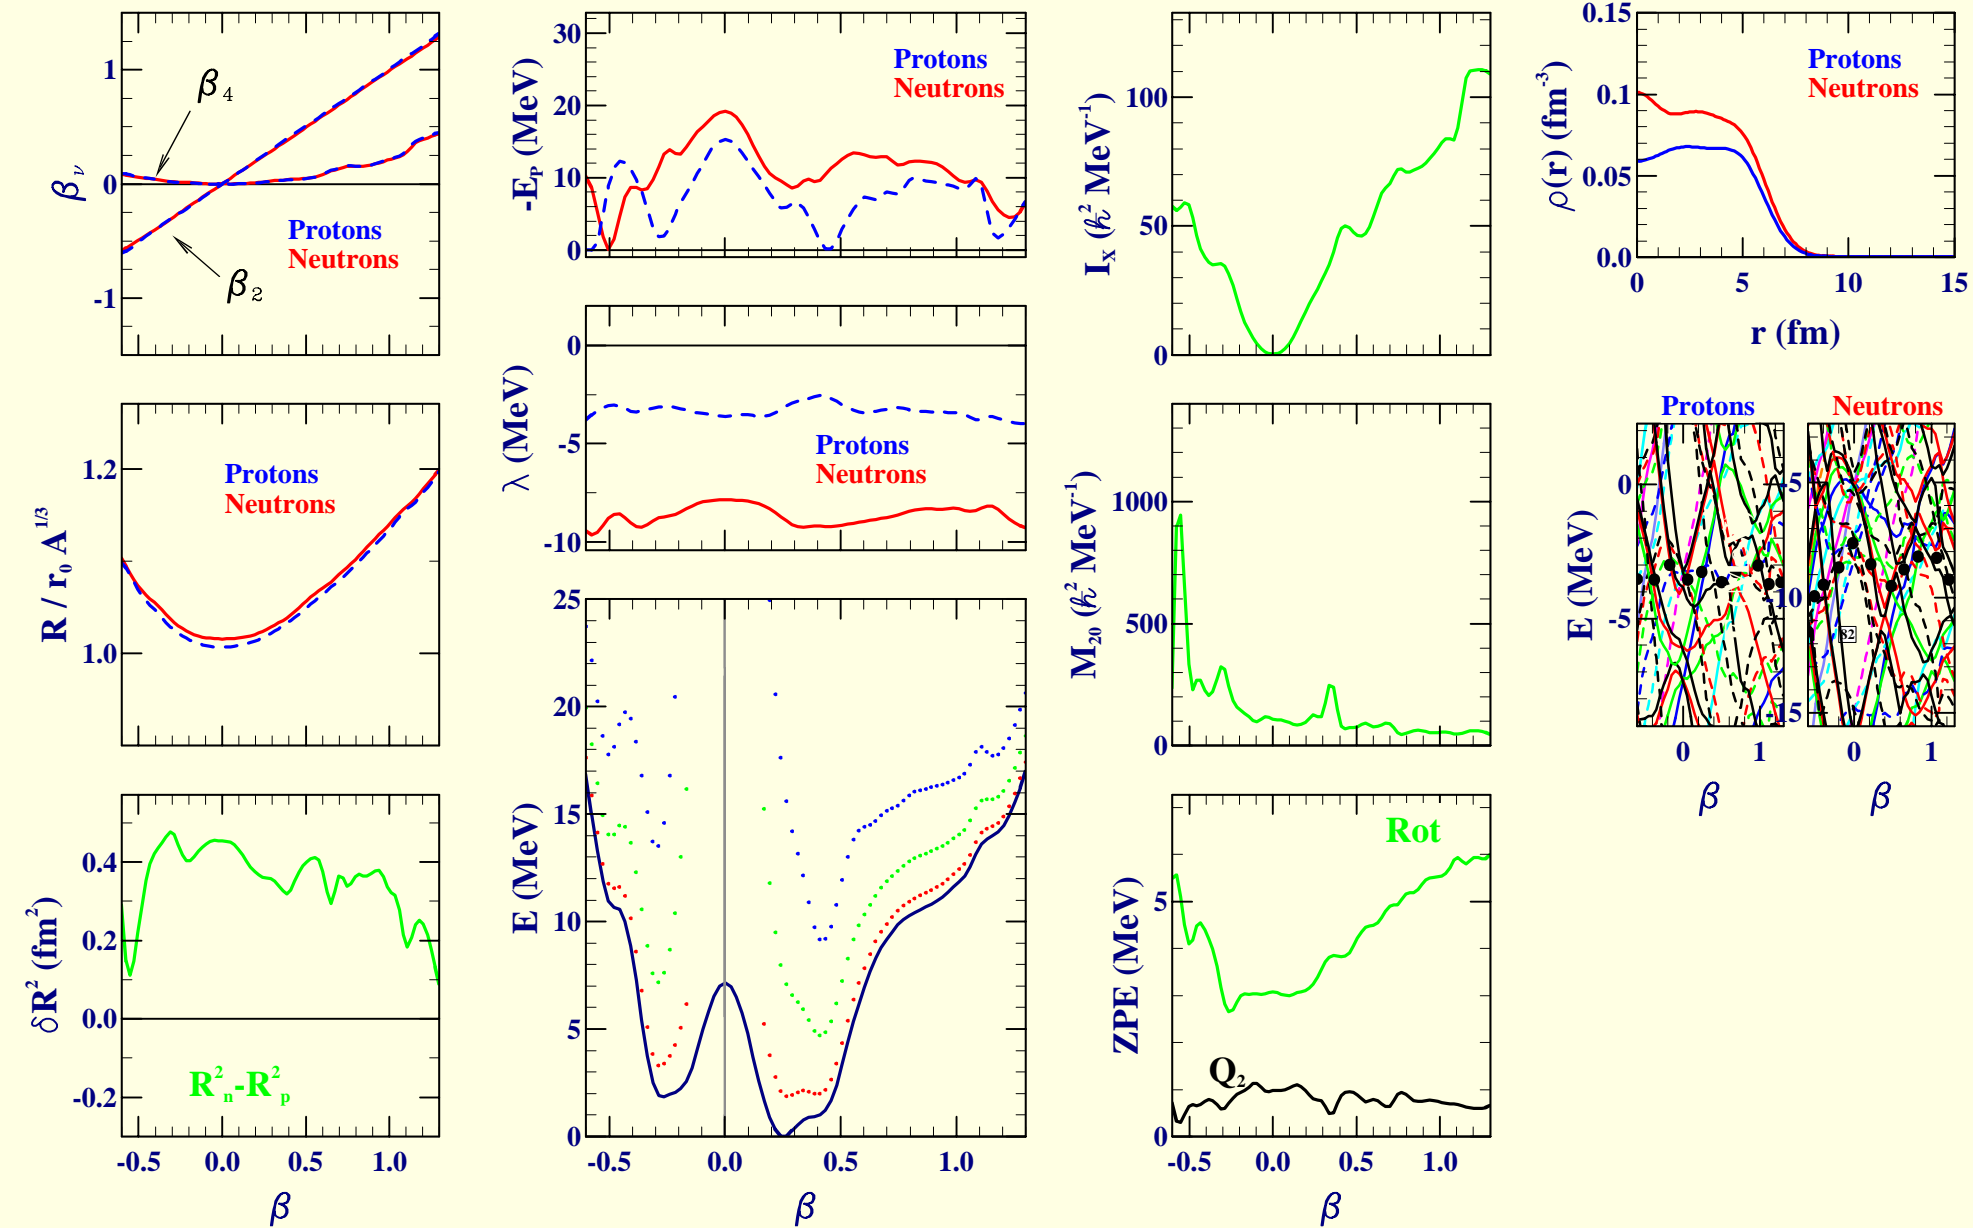 β₄
β₂
Protons
Neutrons
1
0
-1
β_ν
Protons
Neutrons
1.2
1.0
R / r₀ A^1/3
0.4
0.2
0.0
-0.2
δR² (fm²)
R²ₙ-R²ₚ
-0.5 0.0 0.5 1.0
β
30
20
10
0
-Eₚ (MeV)
Protons
Neutrons
0
-5
-10
λ (MeV)
Protons
Neutrons
25
20
15
10
5
0
E (MeV)
-0.5 0.0 0.5 1.0
β
100
50
0
Iₓ (ℏ² MeV⁻¹)
1000
500
0
M₂₀ (ℏ² MeV⁻¹)
Rot
Q₂
5
0
ZPE (MeV)
-0.5 0.0 0.5 1.0
β
0.15
0.1
0.05
0.0
ρ(r) (fm⁻³)
Protons
Neutrons
0 5 10 15
r (fm)
Protons Neutrons
0
-5
E (MeV)
-5
-10
-15
82
0 1
0 1
β β